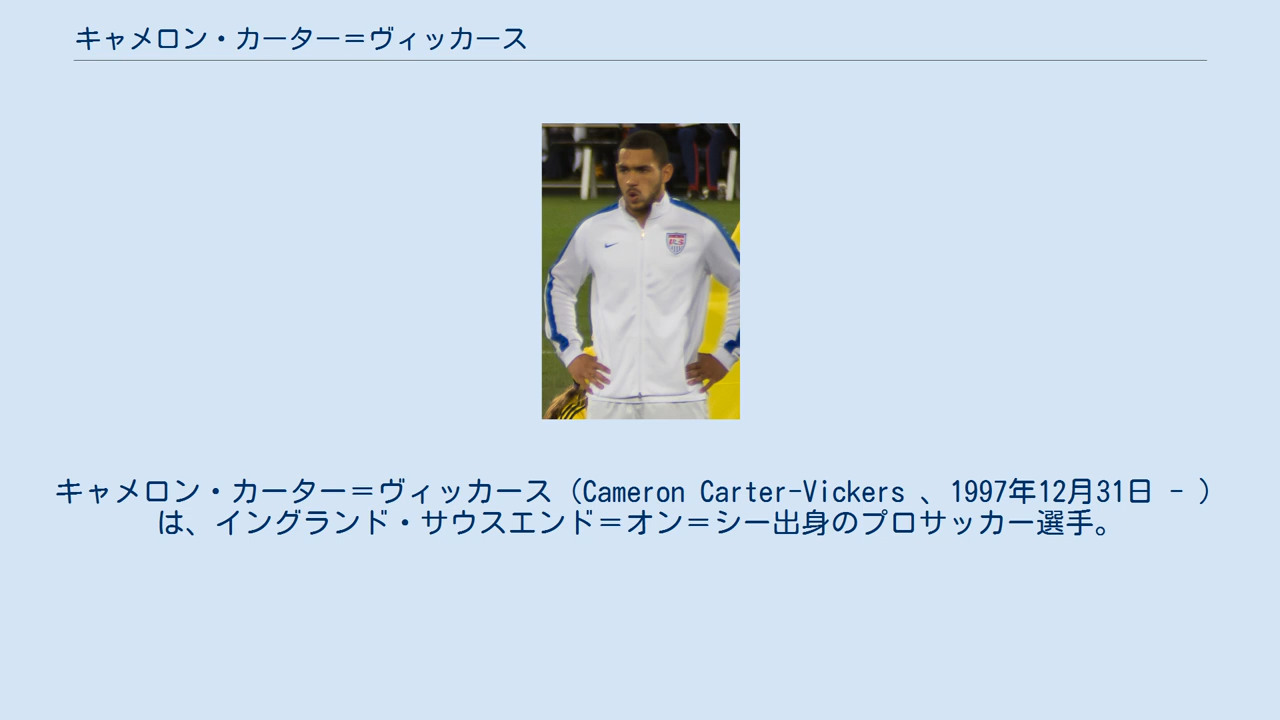 キャメロン・カーター＝ヴィッカース
キャメロン・カーター＝ヴィッカース（Cameron Carter-Vickers 、1997年12月31日 - ）
は、イングランド・サウスエンド＝オン＝シー出身のプロサッカー選手。